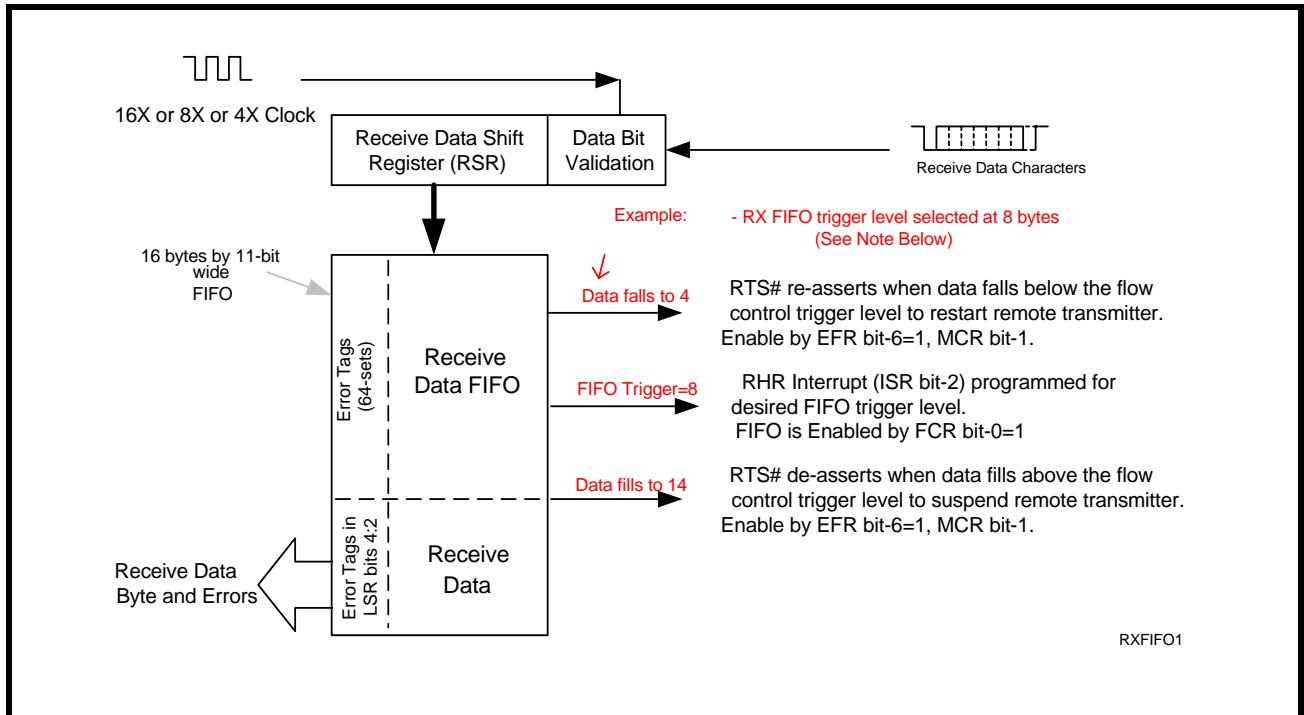 16X or 8X or 4X Clock
Receive Data Shift
Register (RSR)
Data Bit
Validation
Receive Data Characters
Example:
- RX FIFO trigger level selected at 8 bytes
(See Note Below)
16 bytes by 11-bit
wide
FIFO
Data falls to 4
RTS# re-asserts when data falls below the flow
control trigger level to restart remote transmitter.
Enable by EFR bit-6=1, MCR bit-1.
Error Tags
(64-sets)
Receive
Data FIFO
FIFO Trigger=8
RHR Interrupt (ISR bit-2) programmed for
desired FIFO trigger level.
FIFO is Enabled by FCR bit-0=1
Data fills to 14
RTS# de-asserts when data fills above the flow
control trigger level to suspend remote transmitter.
Enable by EFR bit-6=1, MCR bit-1.
Error Tags in
LSR bits 4:2
Receive
Data
Receive Data
Byte and Errors
RXFIFO1